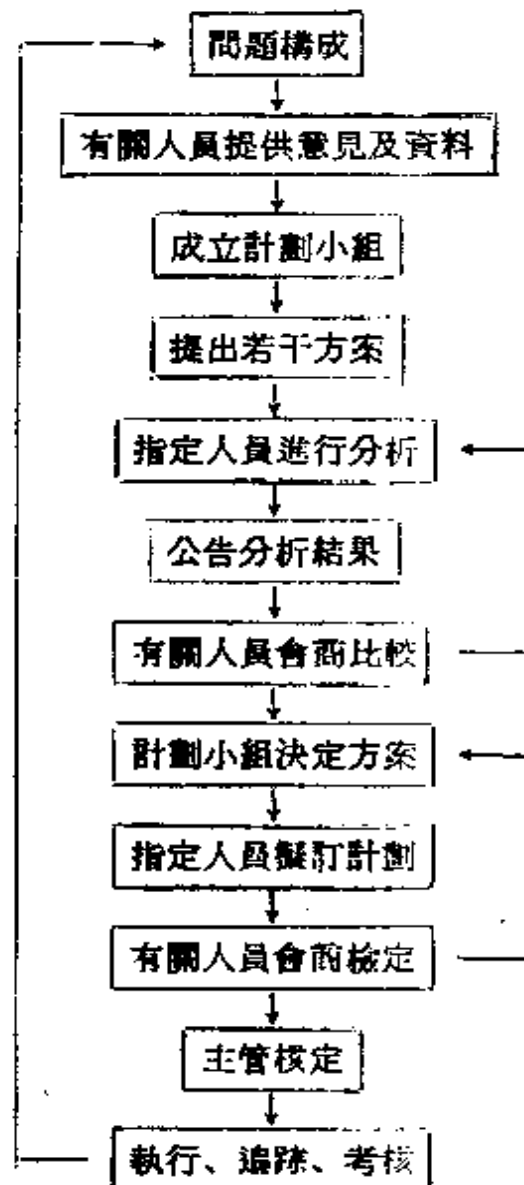 問題構成
有關人員提供意見及資料
成立計劃小組
提出若干方案
指定人員進行分析
公告分析結果
有關人員會商比較
計劃小組決定方案
指定人員擬訂計劃
有關人員會商檢定
主管核定
執行、追踪、考核